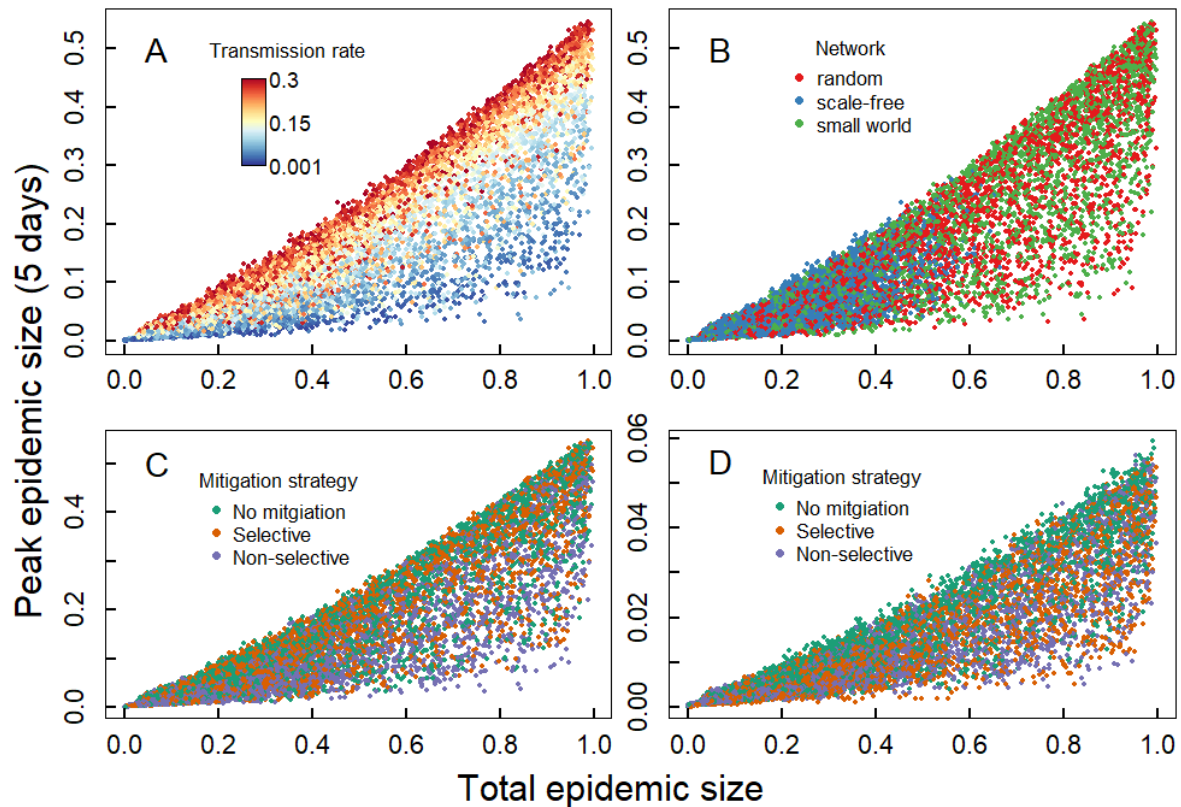 A
Transmission rate
0.3
0.15
0.001
0.0
0.1
0.2
0.3
0.4
0.5
0.0 0.2 0.4 0.6 0.8 1.0
B
Network
random
scale-free
small world
0.0
0.1
0.2
0.3
0.4
0.5
0.0 0.2 0.4 0.6 0.8 1.0
Peak epidemic size (5 days)
C
Mitigation strategy
No mitgiation
Selective
Non-selective
0.0
0.2
0.4
0.0 0.2 0.4 0.6 0.8 1.0
D
Mitigation strategy
No mitgiation
Selective
Non-selective
0.00
0.02
0.04
0.06
0.0 0.2 0.4 0.6 0.8 1.0
Total epidemic size